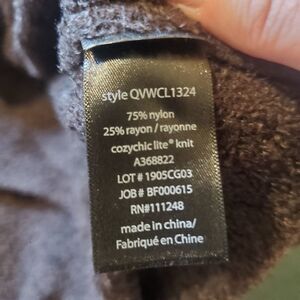 style QVWCL1324
75% nylon
25% rayon / rayonne
cozychic lite® knit
A368822
LOT # 1905CG03
JOB# BF000615
RN#111248
made in china/
Fabriqué en Chine